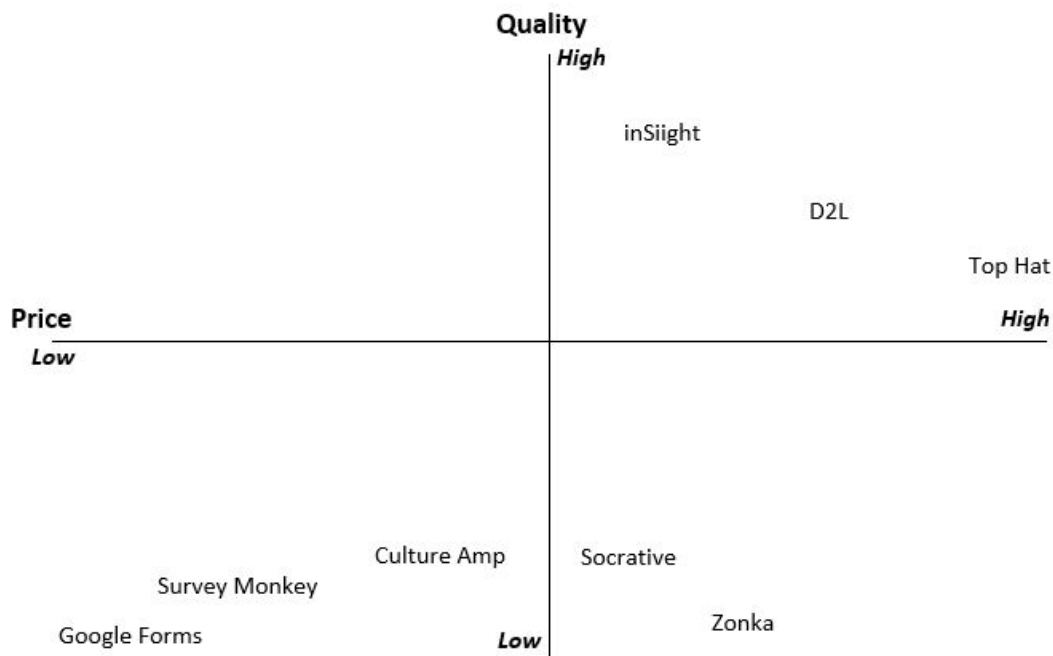 Quality
High
inSiight
D2L
Top Hat
Price
High
Low
Culture Amp
Socrative
Survey Monkey
Zonka
Google Forms
Low